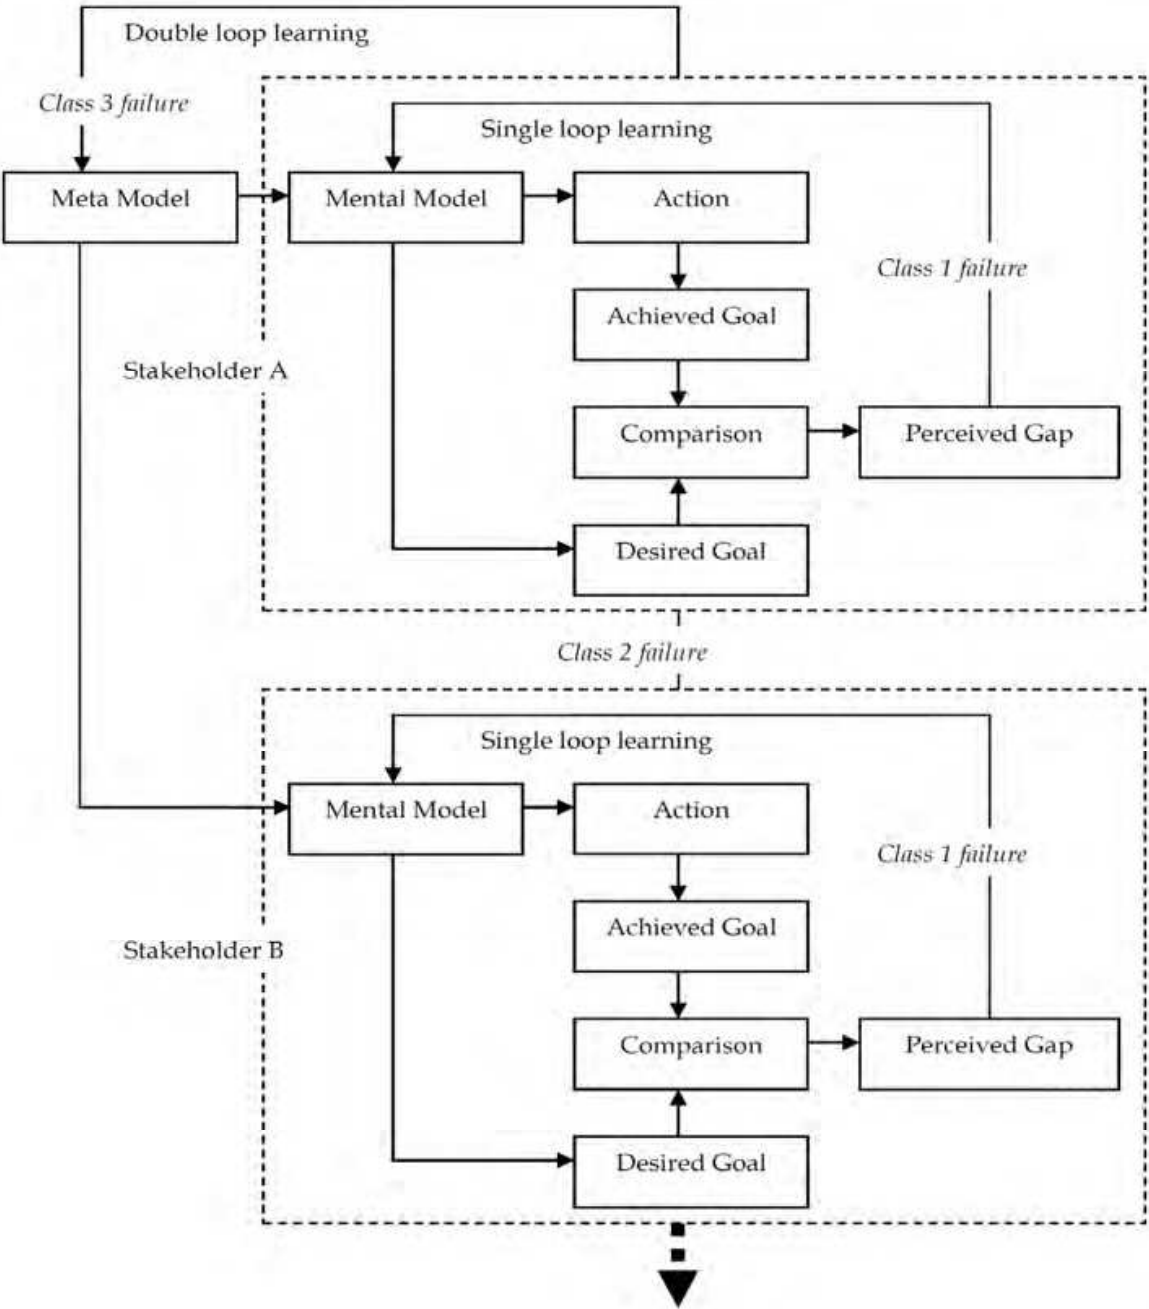 Double loop learning
Class 3 failure
Single loop learning
Meta Model
Mental Model
Action
Class 1 failure
Achieved Goal
Stakeholder A
Comparison
Perceived Gap
Desired Goal
Class 2 failure
Single loop learning
Mental Model
Action
Class 1 failure
Achieved Goal
Stakeholder B
Comparison
Perceived Gap
Desired Goal